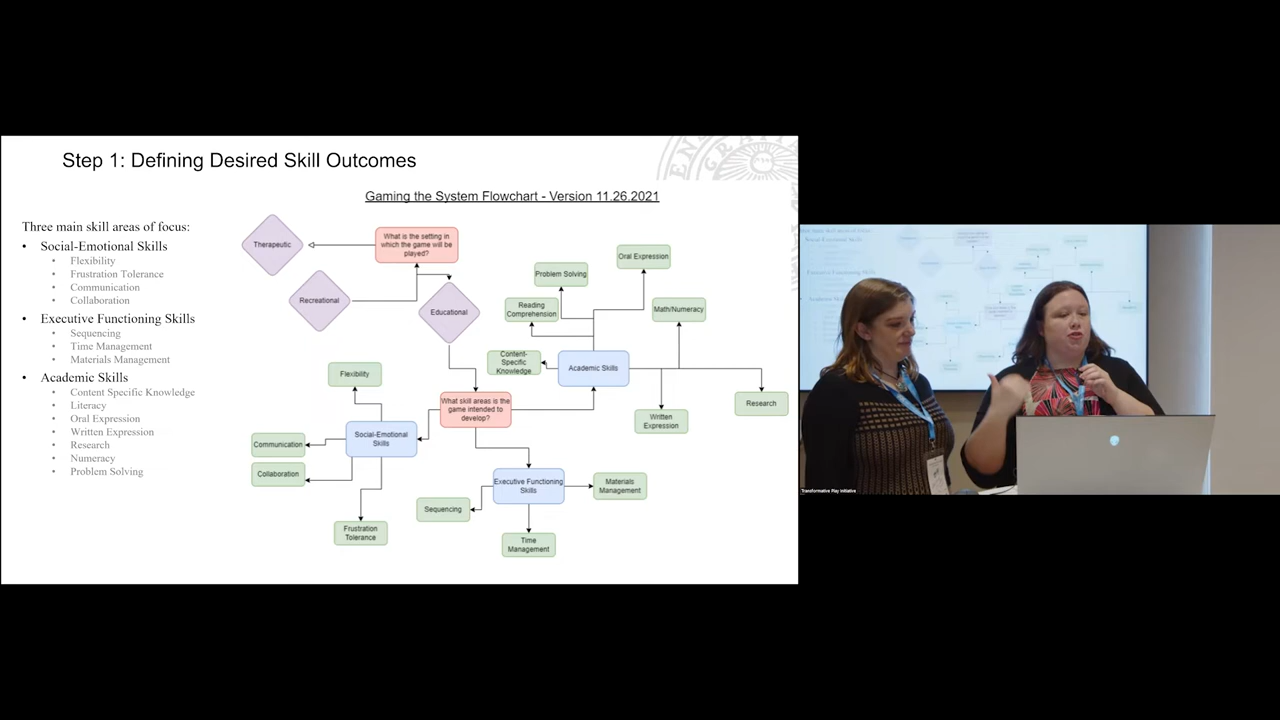 Step 1: Defining Desired Skill Outcomes
Gaming the System Flowchart - Version 11.26.2021
Three main skill areas of focus:
• Social-Emotional Skills
• Flexibility
• Frustration Tolerance
• Communication
• Collaboration
• Executive Functioning Skills
• Sequencing
• Time Management
• Materials Management
• Academic Skills
• Content Specific Knowledge
• Literacy
• Oral Expression
• Written Expression
• Research
• Numeracy
• Problem Solving
Therapeutic
What is the setting in
which the game will be
played?
Recreational
Educational
Oral Expression
Problem Solving
Reading
Comprehension
Math/Numeracy
Content-
Specific
Knowledge
Academic Skills
Research
Written
Expression
Flexibility
What skill areas is the
game intended to
develop?
Social-Emotional
Skills
Communication
Collaboration
Frustration
Tolerance
Executive Functioning
Skills
Materials
Management
Sequencing
Time
Management
Transformative Play Initiative